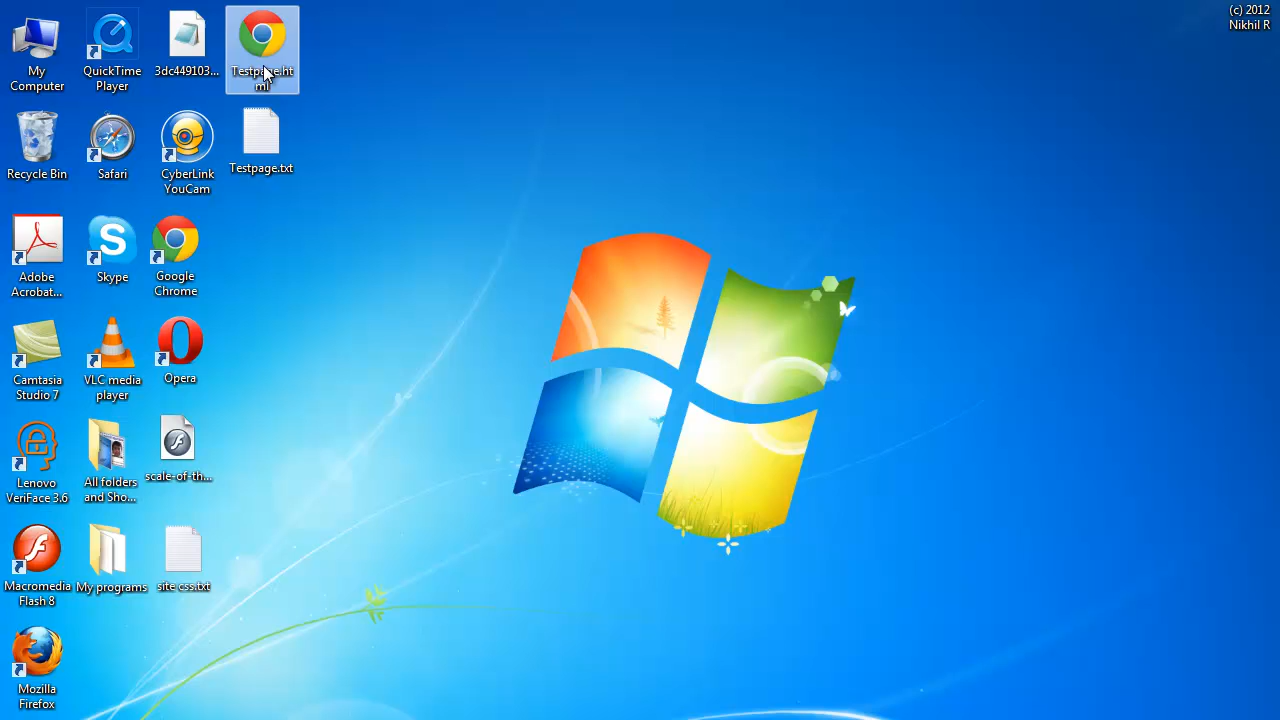 (c) 2012
Nikhil R
My
Computer
QuickTime
Player
3dc449103...
Testpage.ht
ml
Recycle Bin
Safari
CyberLink
YouCam
Testpage.txt
Adobe
Acrobat...
Skype
Google
Chrome
Camtasia
Studio 7
VLC media
player
Opera
Lenovo
VeriFace 3.6
All folders
and Sho...
scale-of-th...
Macromedia
Flash 8
My programs
site css.txt
Mozilla
Firefox